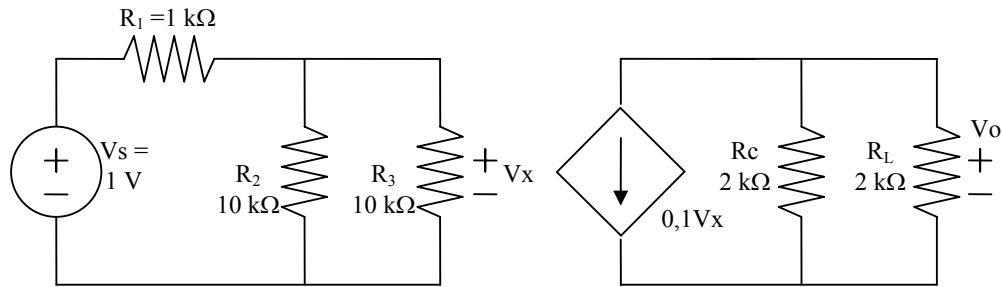 R₁ =1 kΩ
Vs =
1 V
R₂
10 kΩ
R₃
10 kΩ
+
−
Vx
0,1Vx
Rc
2 kΩ
R_L
2 kΩ
Vo
+
−